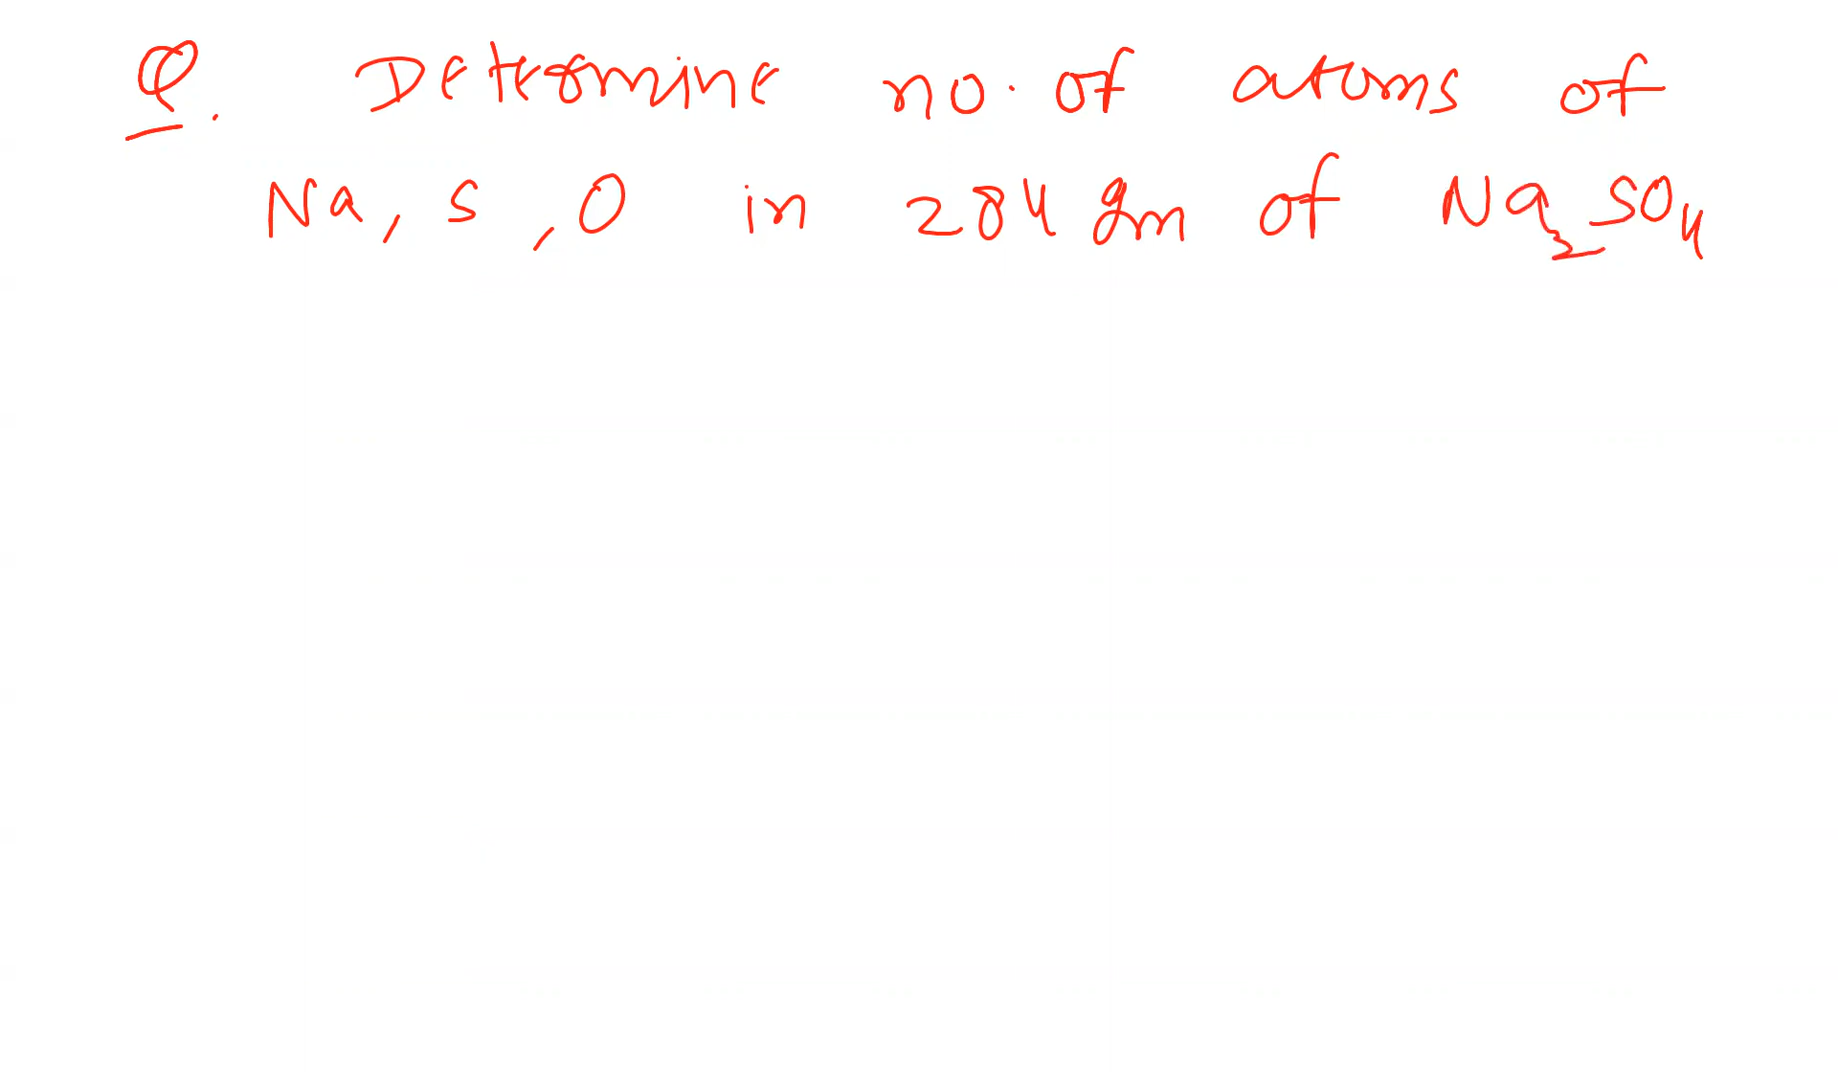 Q. Determine no. of atoms of
Na, S, O in 284 gm of Na₂SO₄